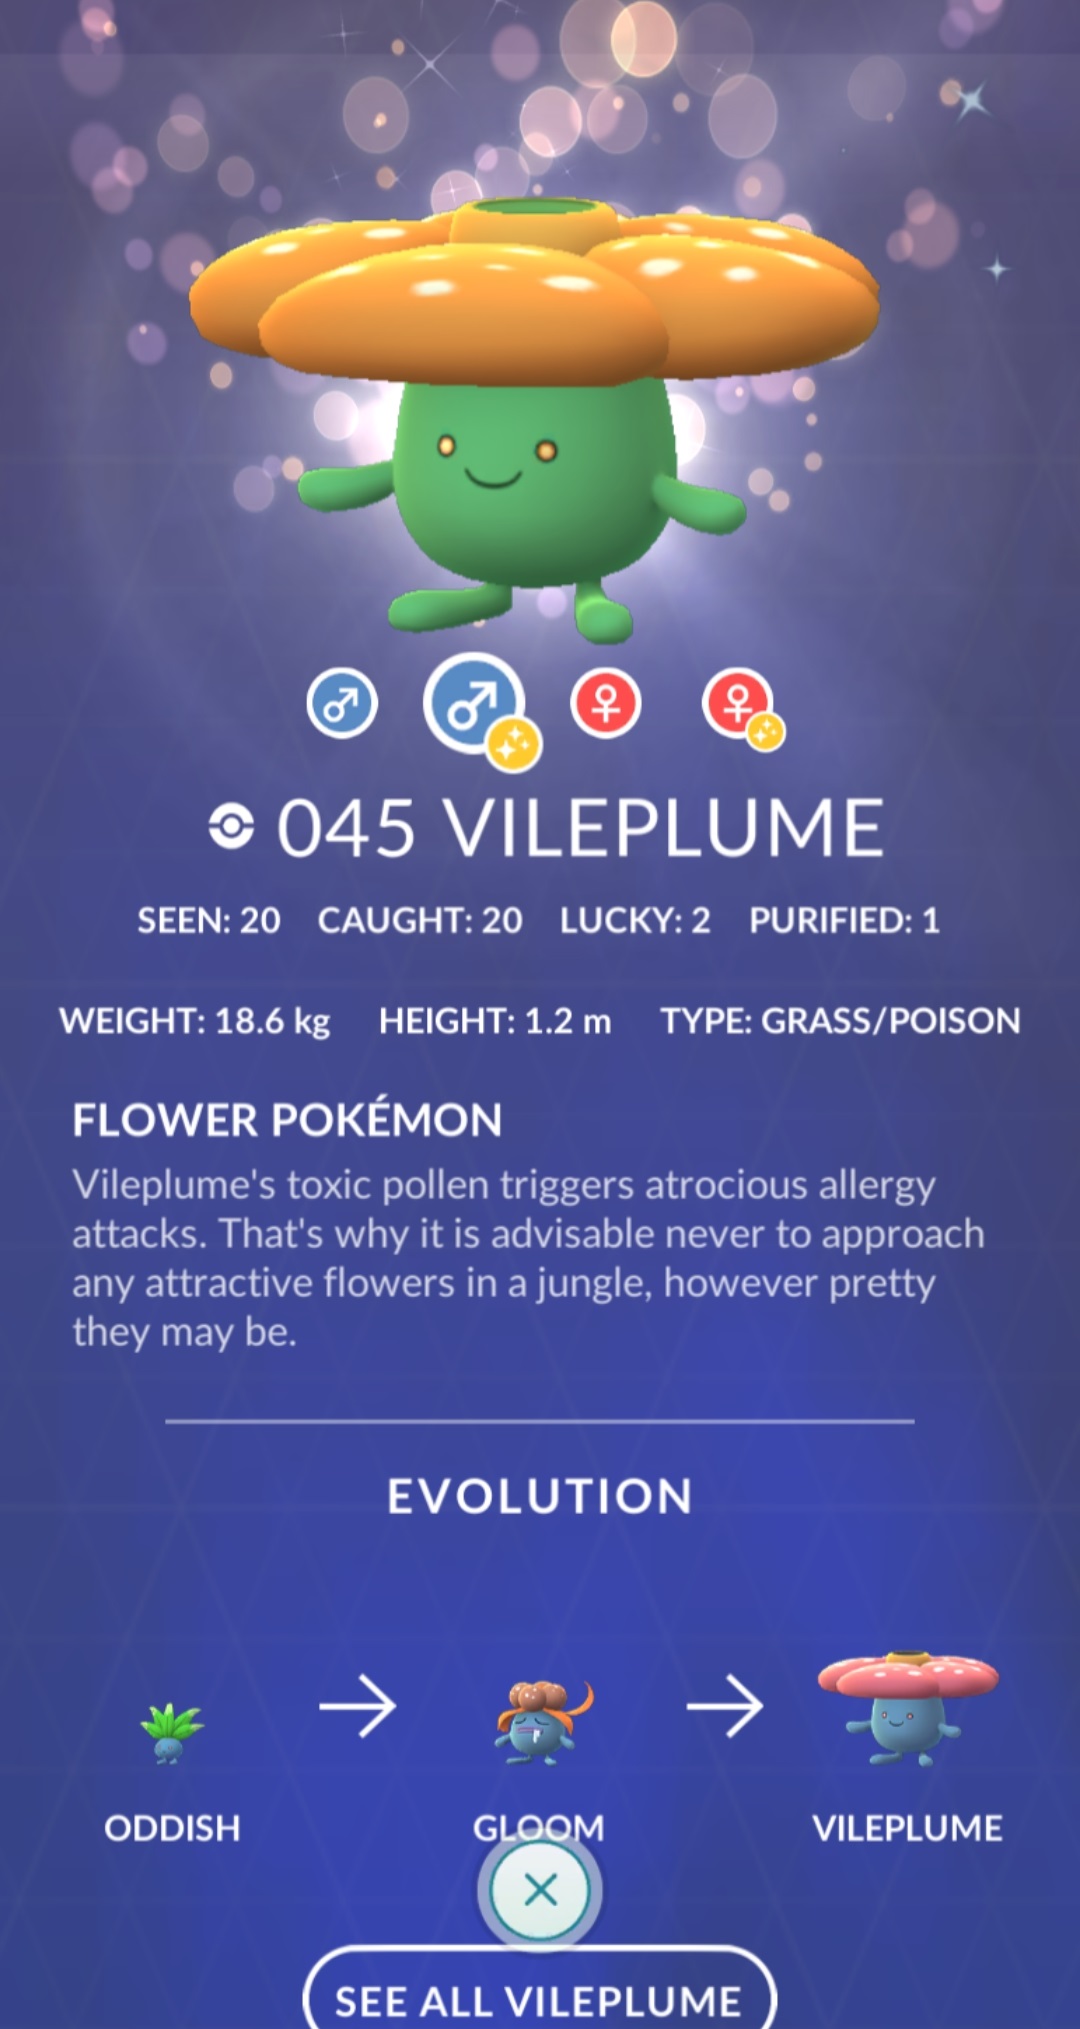 045 VILEPLUME
SEEN: 20 CAUGHT: 20 LUCKY: 2 PURIFIED: 1
WEIGHT: 18.6 kg HEIGHT: 1.2 m TYPE: GRASS/POISON
FLOWER POKÉMON
Vileplume's toxic pollen triggers atrocious allergy
attacks. That's why it is advisable never to approach
any attractive flowers in a jungle, however pretty
they may be.
EVOLUTION
ODDISH GLOOM VILEPLUME
SEE ALL VILEPLUME